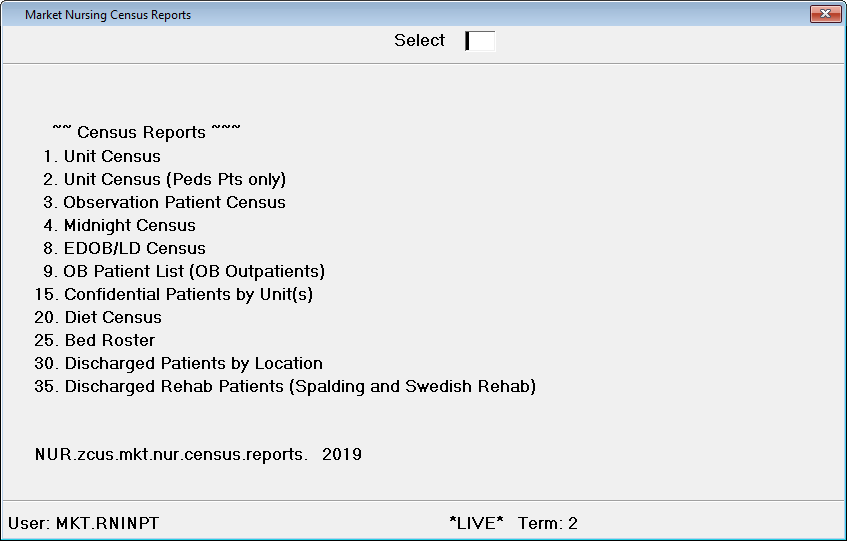 Market Nursing Census Reports
Select
~~ Census Reports ~~~
1. Unit Census
2. Unit Census (Peds Pts only)
3. Observation Patient Census
4. Midnight Census
8. EDOB/LD Census
9. OB Patient List (OB Outpatients)
15. Confidential Patients by Unit(s)
20. Diet Census
25. Bed Roster
30. Discharged Patients by Location
35. Discharged Rehab Patients (Spalding and Swedish Rehab)
NUR.zcus.mkt.nur.census.reports. 2019
User: MKT.RNINPT *LIVE* Term: 2